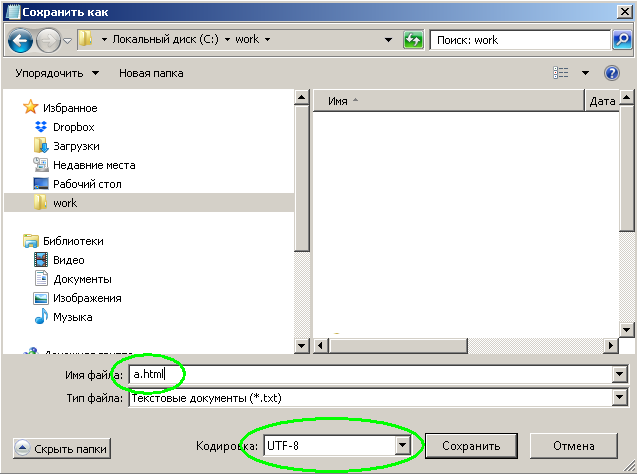 Сохранить как
Локальный диск (C:) work
Поиск: work
Упорядочить Новая папка
Избранное
Dropbox
Загрузки
Недавние места
Рабочий стол
work
Библиотеки
Видео
Документы
Изображения
Музыка
Имя Дата
Имя файла: a.html
Тип файла: Текстовые документы (*.txt)
Скрыть папки
Кодировка: UTF-8
Сохранить
Отмена